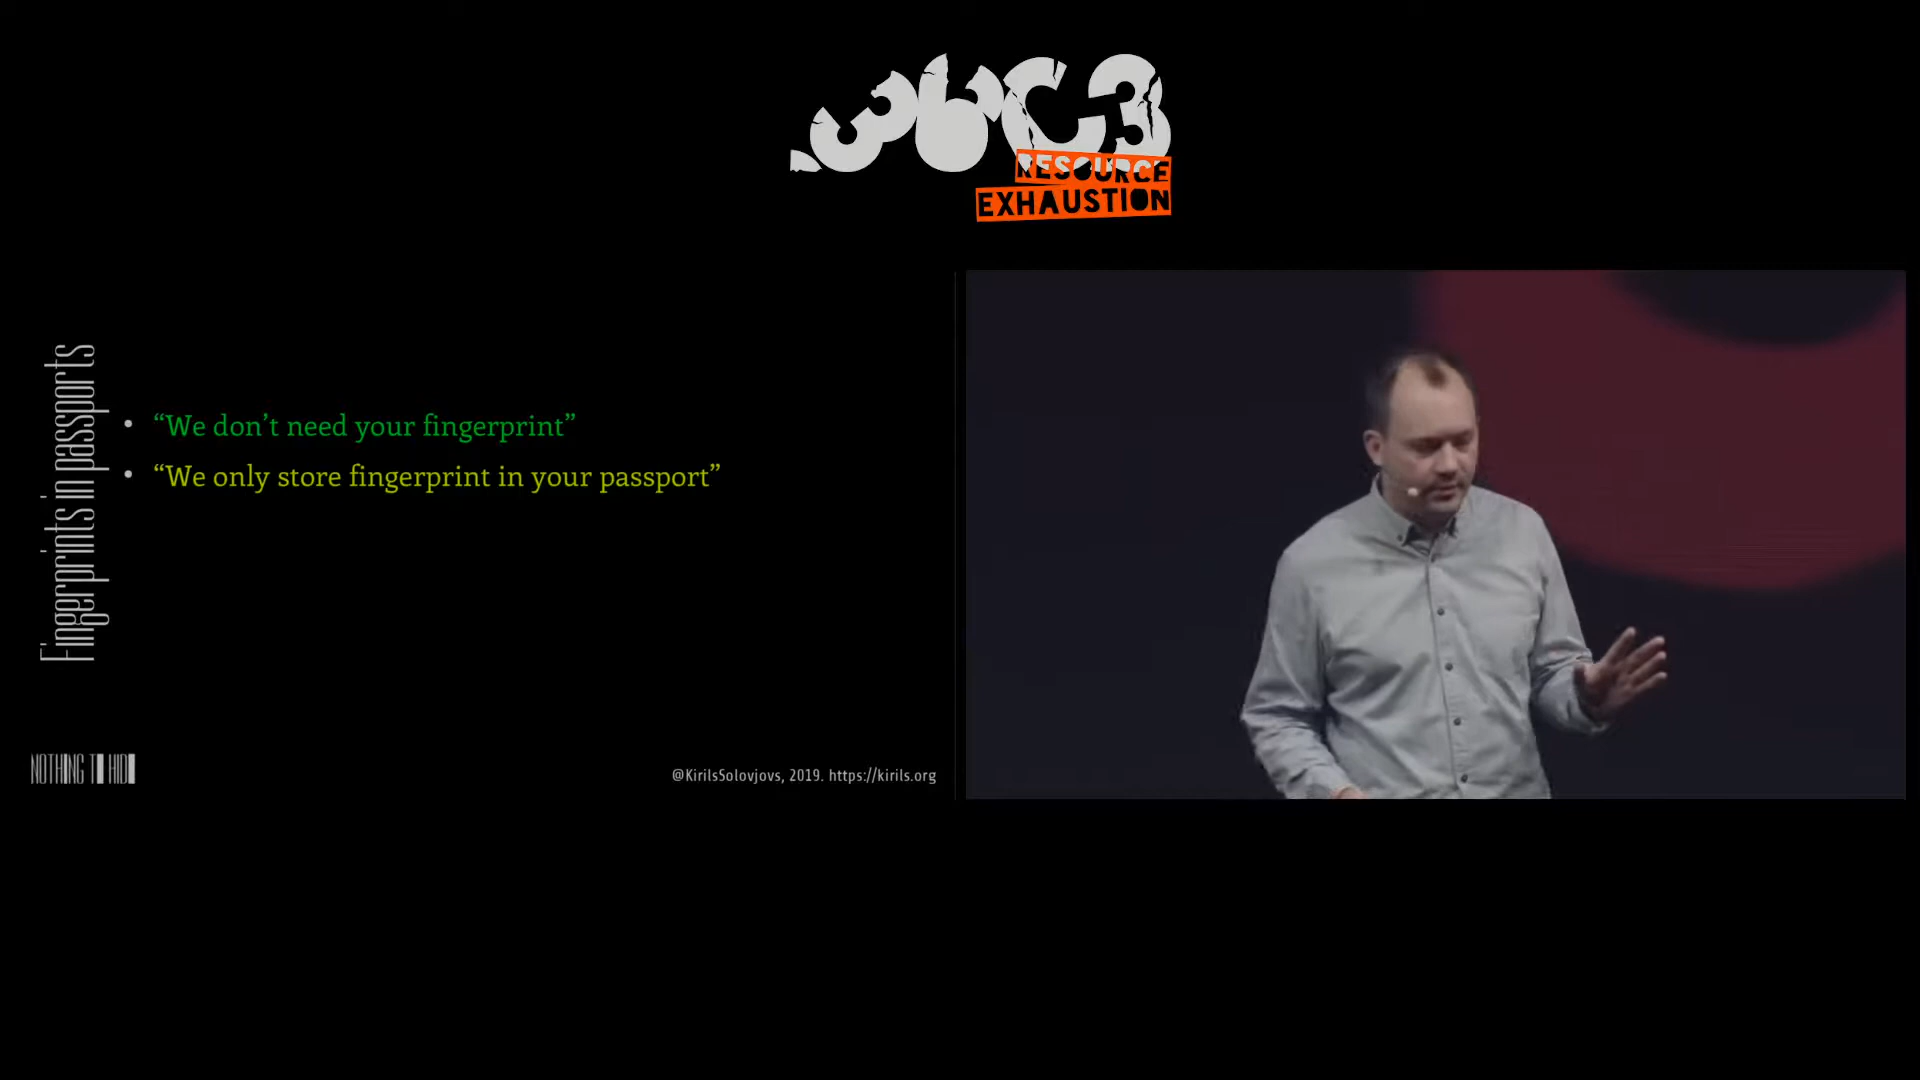 36C3
RESOURCE
EXHAUSTION
Fingerprints in passports
• “We don’t need your fingerprint”
• “We only store fingerprint in your passport”
NOTHING TO HIDE
@KirilsSolovjovs, 2019. https://kirils.org